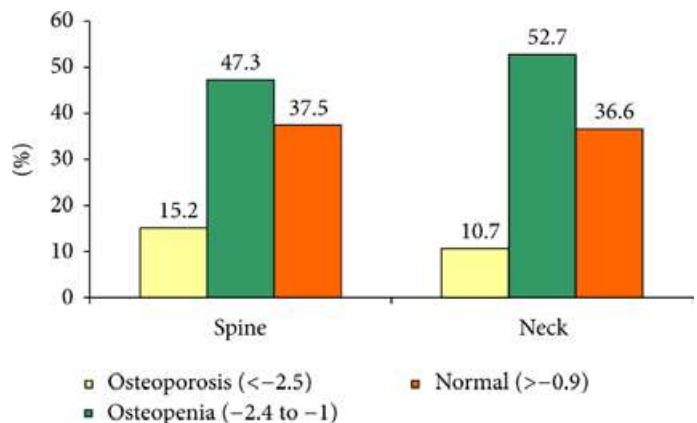 60
50
40
30
20
10
0
(%)
15.2
47.3
37.5
10.7
52.7
36.6
Spine
Neck
Osteoporosis (<−2.5)
Normal (>−0.9)
Osteopenia (−2.4 to −1)